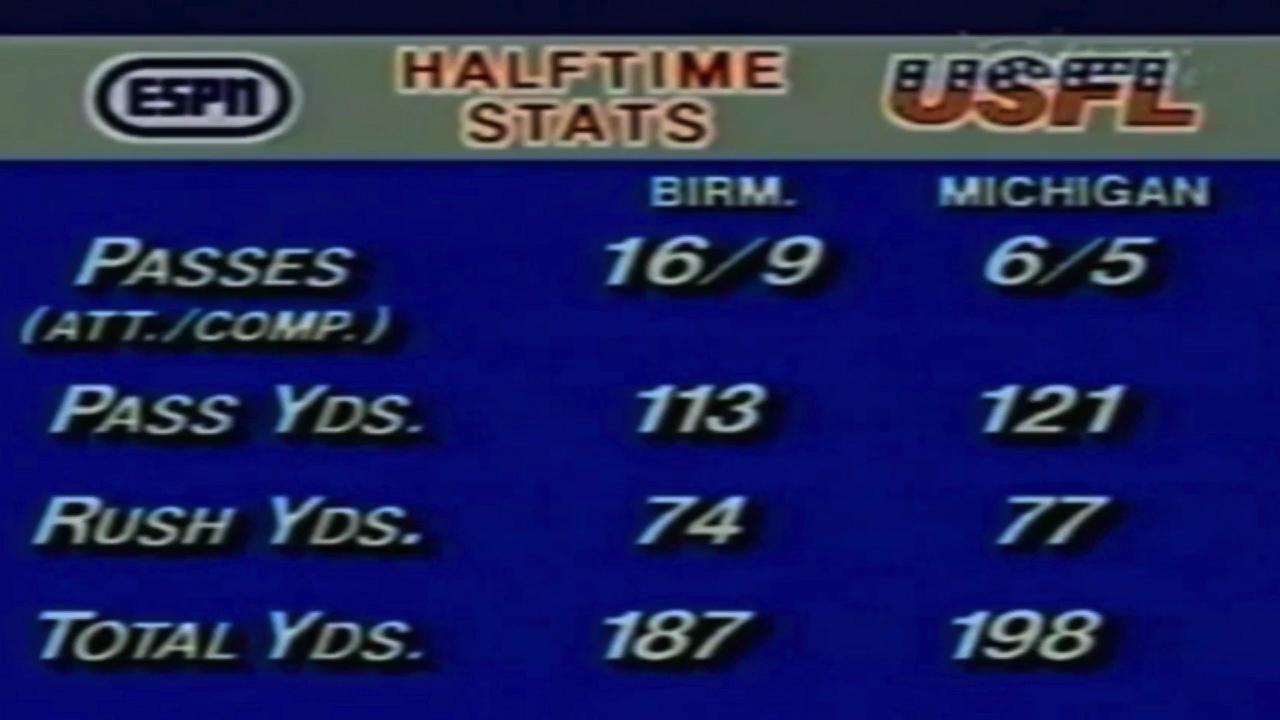 ESPN HALFTIME STATS USFL
BIRM. MICHIGAN
PASSES 16/9 6/5
(ATT./COMP.)
PASS YDS. 113 121
RUSH YDS. 74 77
TOTAL YDS. 187 198